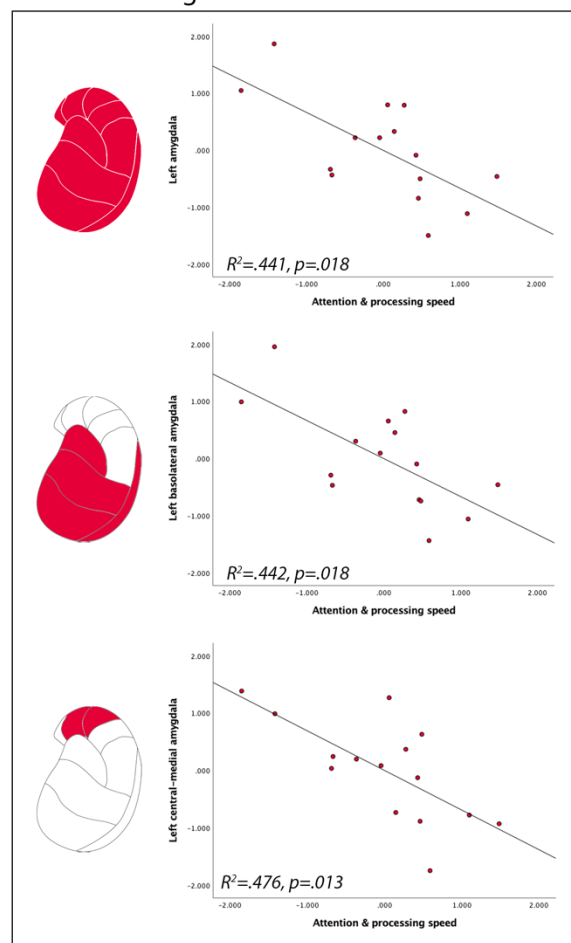 2.000
1.000
.000
-1.000
-2.000
Left amygdala
R²=.441, p=.018
-2.000 -1.000 .000 1.000 2.000
Attention & processing speed
2.000
1.000
.000
-1.000
-2.000
Left basolateral amygdala
R²=.442, p=.018
-2.000 -1.000 .000 1.000 2.000
Attention & processing speed
2.000
1.000
.000
-1.000
-2.000
Left central-medial amygdala
R²=.476, p=.013
-2.000 -1.000 .000 1.000 2.000
Attention & processing speed